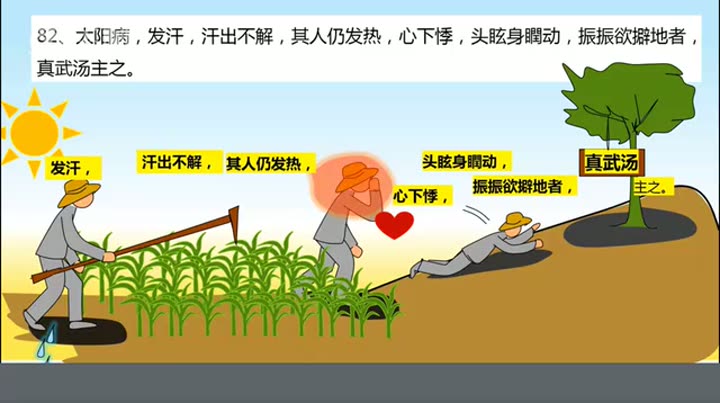 82、太阳病，发汗，汗出不解，其人仍发热，心下悸，头眩身瞤动，振振欲擗地者，
真武汤主之。
发汗，
汗出不解，
其人仍发热，
心下悸，
头眩身瞤动，
振振欲擗地者，
真武汤
主之。